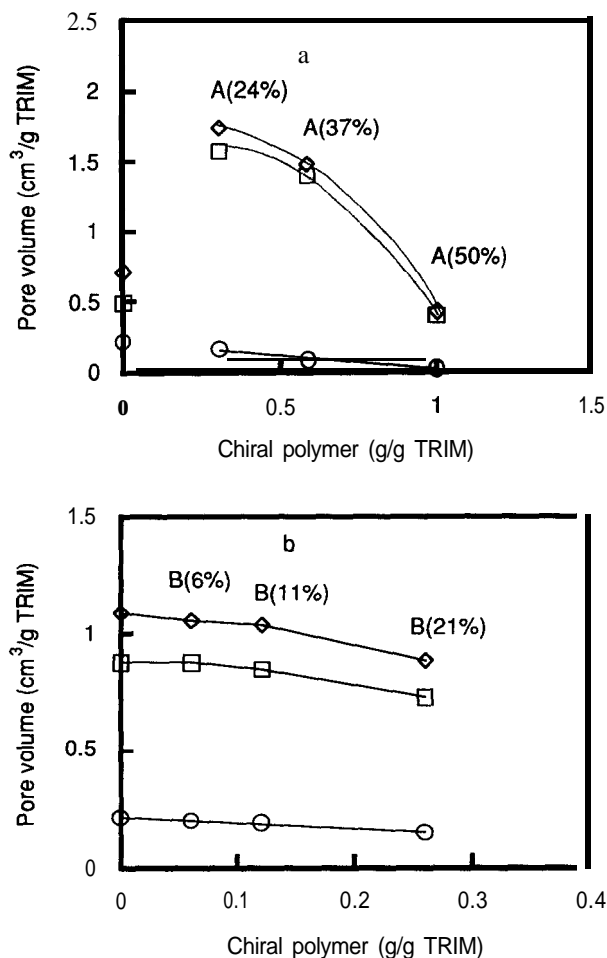 2.5
a
2
A(24%)
A(37%)
1.5
1
A(50%)
0.5
0
Pore volume (cm³/g TRIM)
0 0.5 1 1.5
Chiral polymer (g/g TRIM)
1.5
b
B(6%)
B(11%)
B(21%)
1
0.5
0
Pore volume (cm³/g TRIM)
0 0.1 0.2 0.3 0.4
Chiral polymer (g/g TRIM)